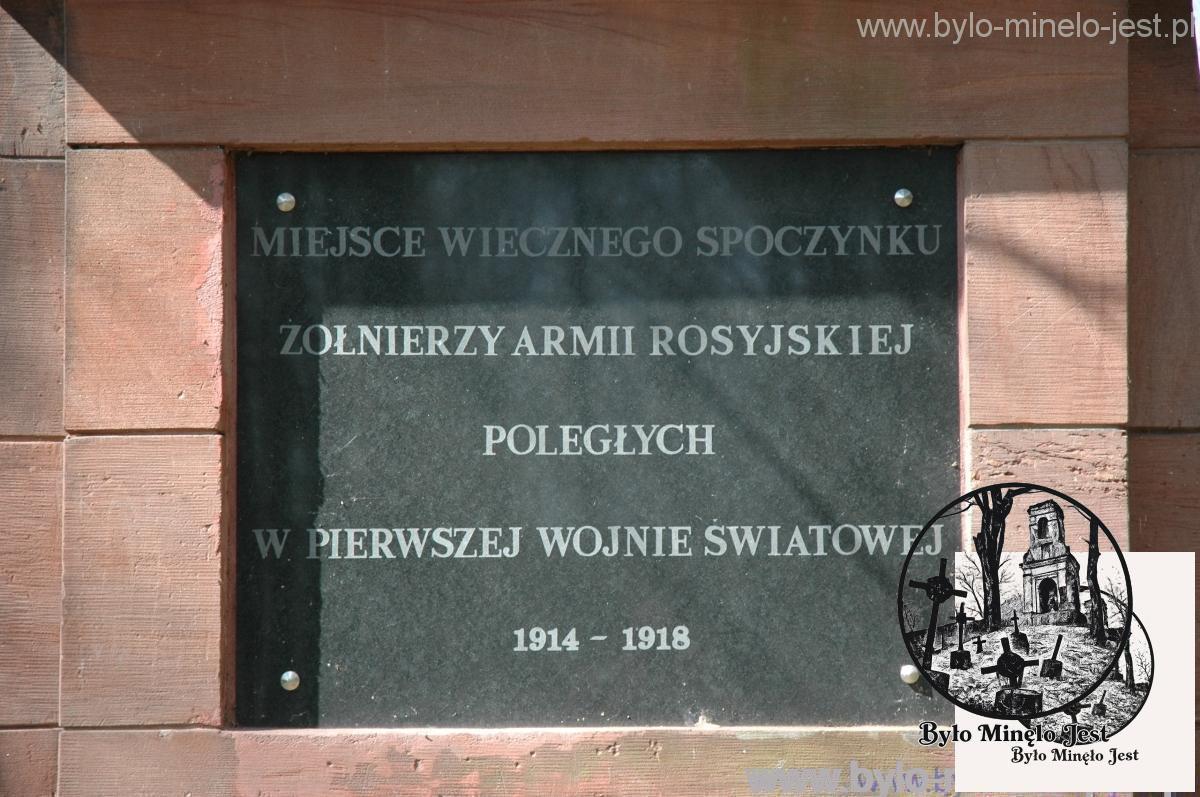 www.bylo-minelo-jest.pl
MIEJSCE WIECZNEGO SPOCZYNKU
ŻOŁNIERZY ARMII ROSYJSKIEJ
POLEGŁYCH
W PIERWSZEJ WOJNIE ŚWIATOWEJ
1914 – 1918
Było Minęło Jest
Było Minęło Jest